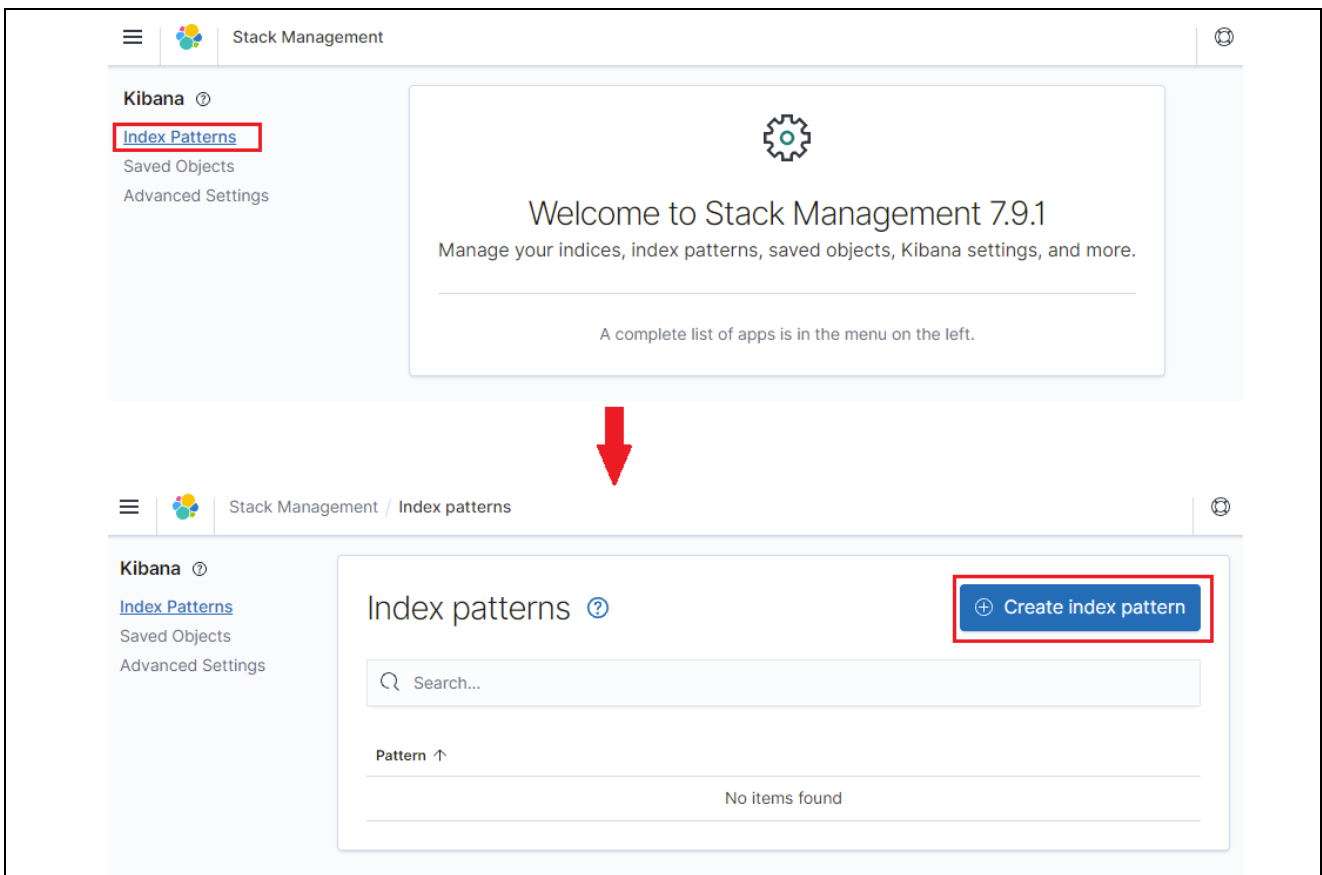 Stack Management
Kibana
Index Patterns
Saved Objects
Advanced Settings
Welcome to Stack Management 7.9.1
Manage your indices, index patterns, saved objects, Kibana settings, and more.
A complete list of apps is in the menu on the left.
Stack Management / Index patterns
Kibana
Index Patterns
Saved Objects
Advanced Settings
Index patterns
Create index pattern
Search...
Pattern
No items found